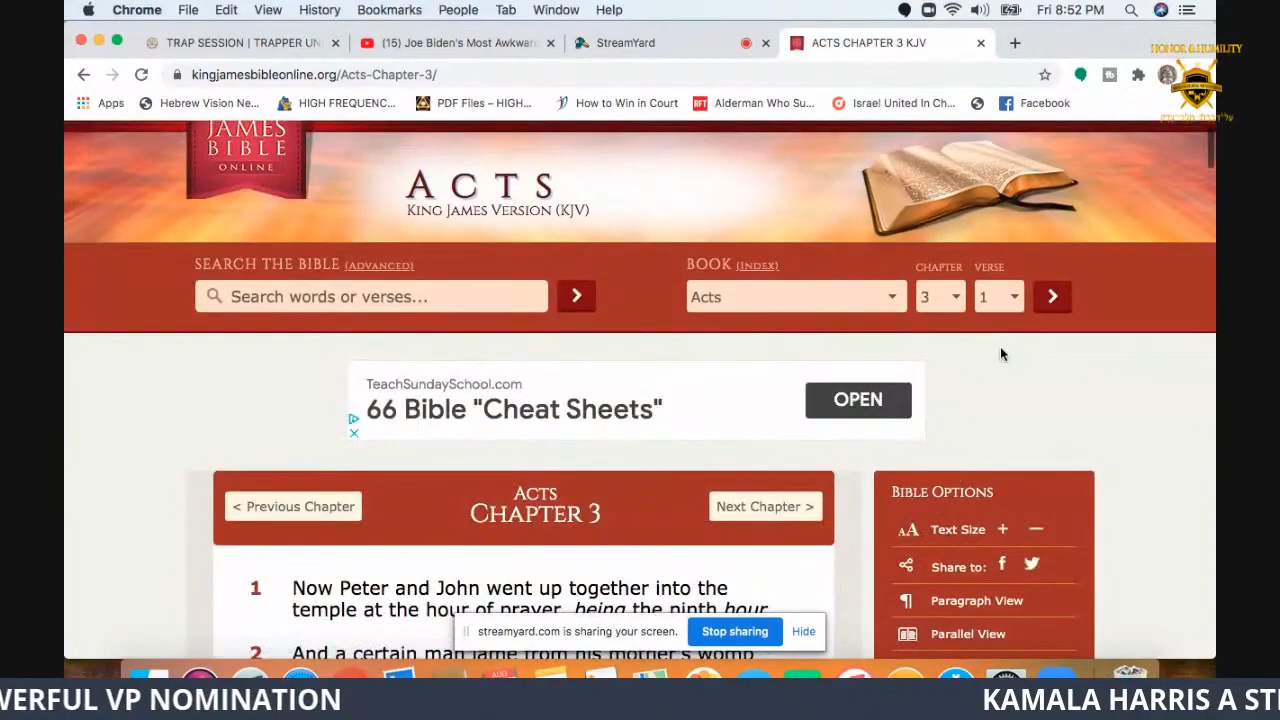 Chrome File Edit View History Bookmarks People Tab Window Help Fri 8:52 PM
TRAP SESSION | TRAPPER UN × (15) Joe Biden's Most Awkwar × StreamYard × ACTS CHAPTER 3 KJV × +
HONOR & HUMILITY
kingjamesbibleonline.org/Acts-Chapter-3/
Apps Hebrew Vision Ne... HIGH FREQUENC... PDF Files – HIGH... How to Win in Court RFT Alderman Who Su... Israel United In Ch... Facebook
JAMES
BIBLE
ONLINE
ACTS
KING JAMES VERSION (KJV)
SEARCH THE BIBLE (ADVANCED) BOOK (INDEX) CHAPTER VERSE
Search words or verses... > Acts 3 1 >
TeachSundaySchool.com
66 Bible "Cheat Sheets" OPEN
ACTS
< Previous Chapter CHAPTER 3 Next Chapter >
BIBLE OPTIONS
AA Text Size + –
Share to:
Paragraph View
Parallel View
1 Now Peter and John went up together into the
temple at the hour of prayer, being the ninth hour
2 And a certain man lame from his mother's womb
streamyard.com is sharing your screen. Stop sharing Hide
WERFUL VP NOMINATION KAMALA HARRIS A ST